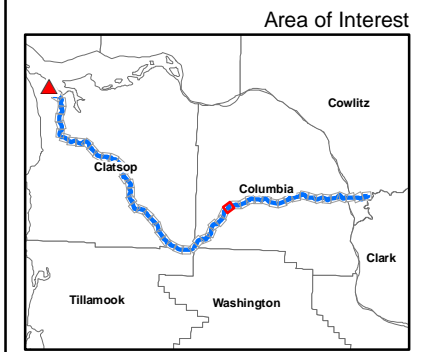 Area of Interest
Cowlitz
Clatsop
Columbia
Clark
Tillamook
Washington